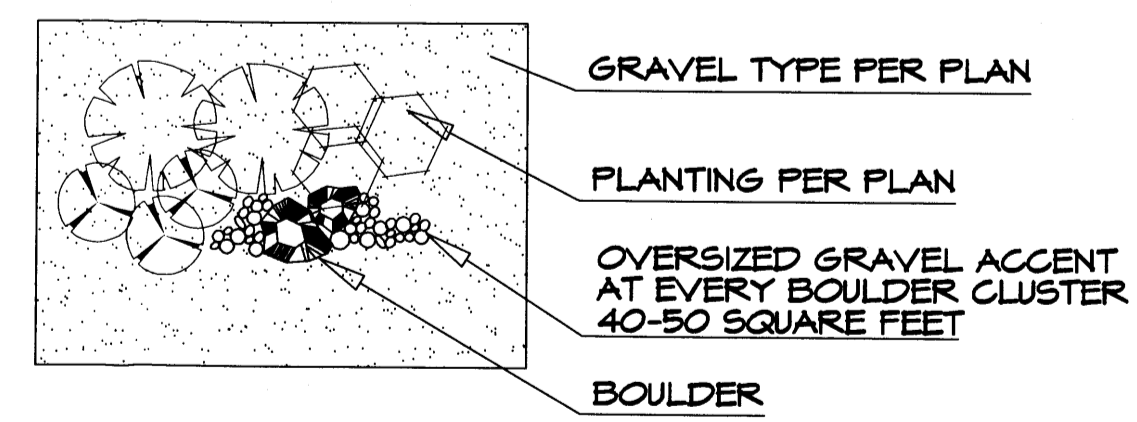 GRAVEL TYPE PER PLAN
PLANTING PER PLAN
OVERSIZED GRAVEL ACCENT
AT EVERY BOULDER CLUSTER
40-50 SQUARE FEET
BOULDER